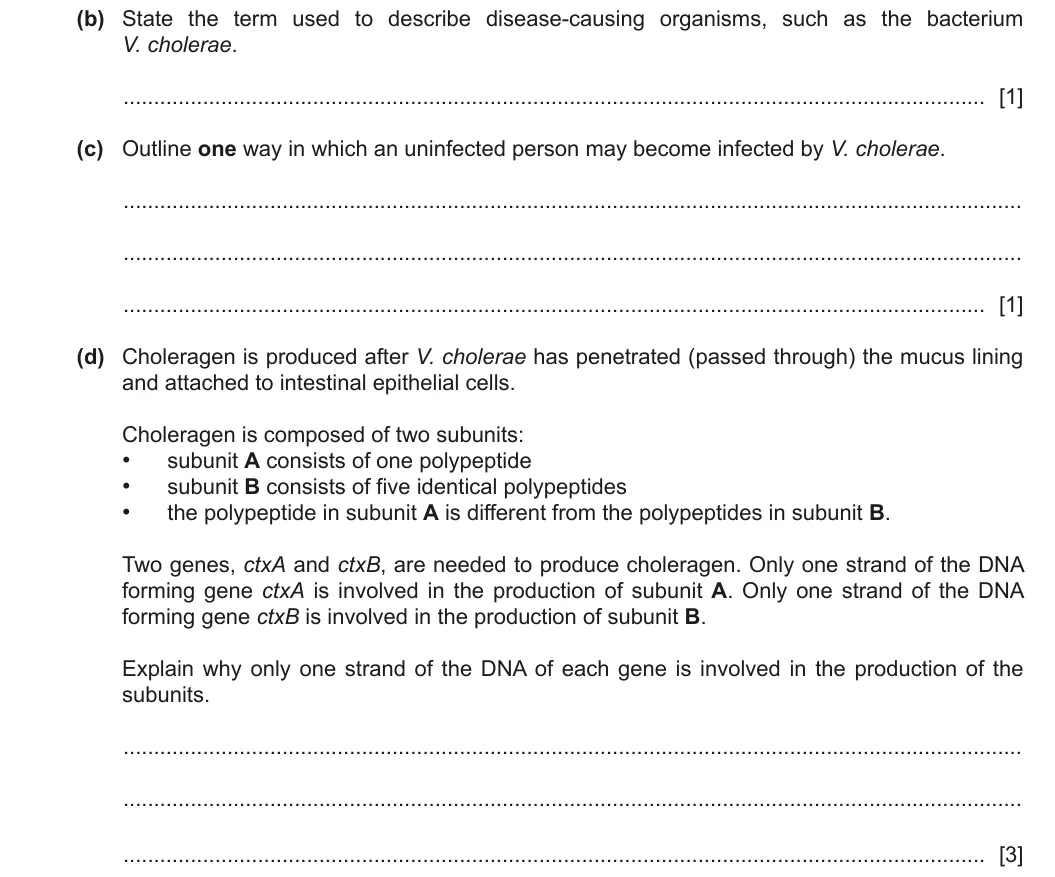 (b) State the term used to describe disease-causing organisms, such as the bacterium
V. cholerae.
........................................................................................................................................ [1]
(c) Outline one way in which an uninfected person may become infected by V. cholerae.
..............................................................................................................................................
..............................................................................................................................................
........................................................................................................................................ [1]
(d) Choleragen is produced after V. cholerae has penetrated (passed through) the mucus lining
and attached to intestinal epithelial cells.
Choleragen is composed of two subunits:
• subunit A consists of one polypeptide
• subunit B consists of five identical polypeptides
• the polypeptide in subunit A is different from the polypeptides in subunit B.
Two genes, ctxA and ctxB, are needed to produce choleragen. Only one strand of the DNA
forming gene ctxA is involved in the production of subunit A. Only one strand of the DNA
forming gene ctxB is involved in the production of subunit B.
Explain why only one strand of the DNA of each gene is involved in the production of the
subunits.
..............................................................................................................................................
..............................................................................................................................................
........................................................................................................................................ [3]